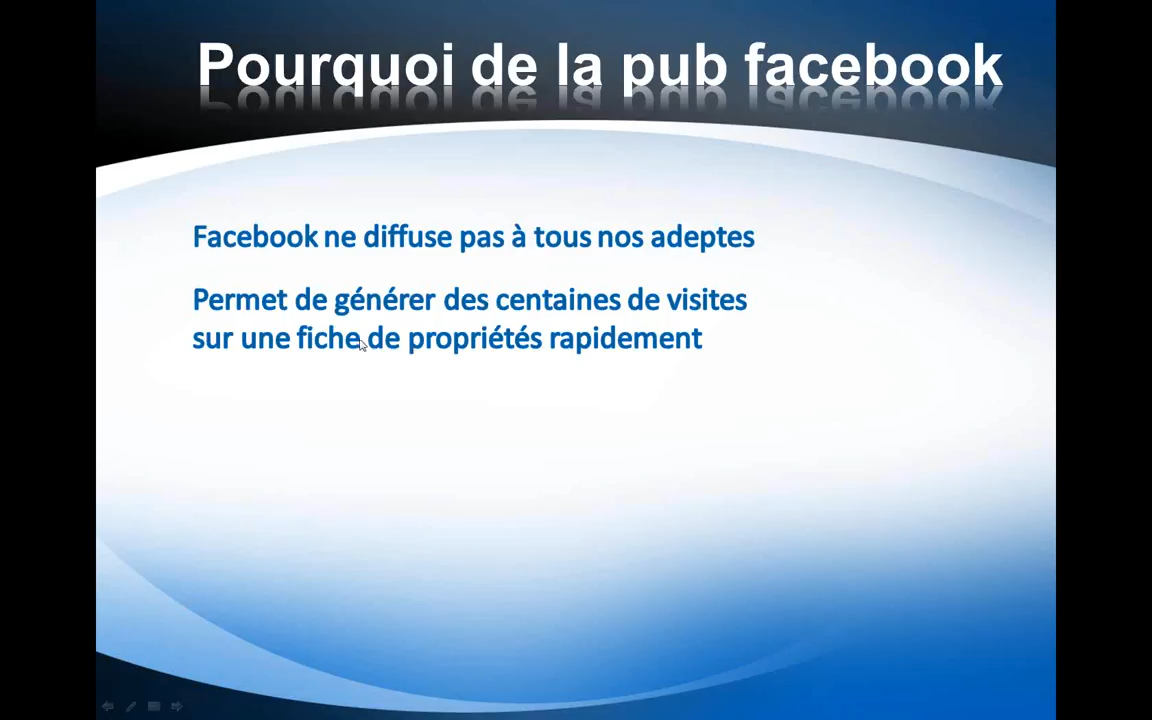 Pourquoi de la pub facebook
Facebook ne diffuse pas à tous nos adeptes
Permet de générer des centaines de visites
sur une fiche de propriétés rapidement